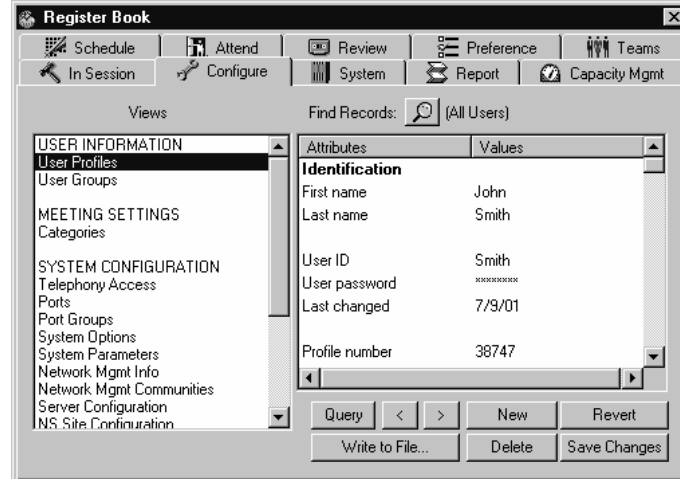 Register Book
Schedule Attend Review Preference Teams
In Session Configure System Report Capacity Mgmt
Views
Find Records: (All Users)
USER INFORMATION
User Profiles
User Groups
MEETING SETTINGS
Categories
SYSTEM CONFIGURATION
Telephony Access
Ports
Port Groups
System Options
System Parameters
Network Mgmt Info
Network Mgmt Communities
Server Configuration
NS Site Configuration
Attributes Values
Identification
First name John
Last name Smith
User ID Smith
User password ********
Last changed 7/9/01
Profile number 38747
Query < > New Revert
Write to File... Delete Save Changes